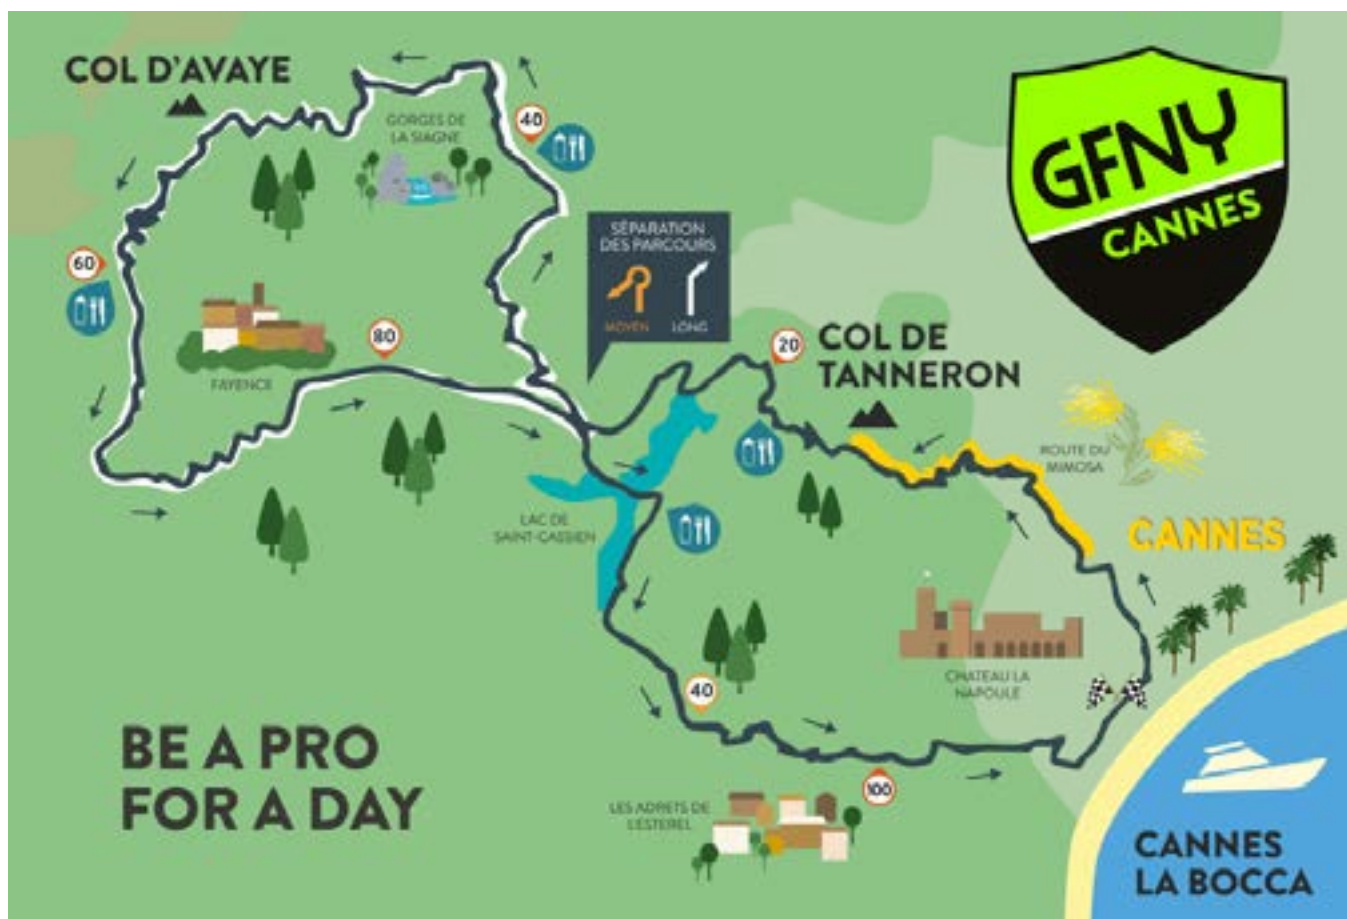 COL D'AVAYE
40
GORGES DE
LA SIAGNE
GFNY
CANNES
SÉPARATION
DES PARCOURS
MOYEN
LONG
60
FAYENCE
80
20
COL DE
TANNERON
ROUTE DU
MIMOSA
CANNES
LAC DE
SAINT-CASSIEN
CHATEAU LA
NAPOULE
40
BE A PRO
FOR A DAY
100
LES ADRETS DE
L'ESTEREL
CANNES
LA BOCCA